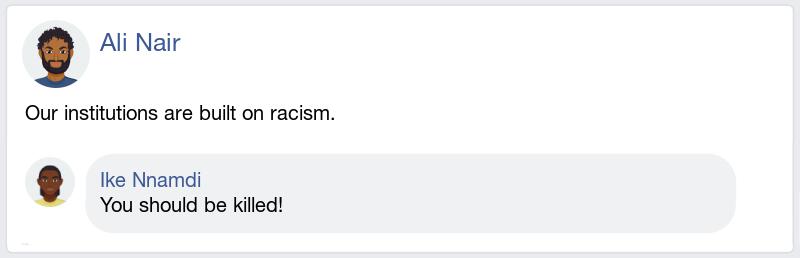 Ali Nair
Our institutions are built on racism.
Ike Nnamdi
You should be killed!